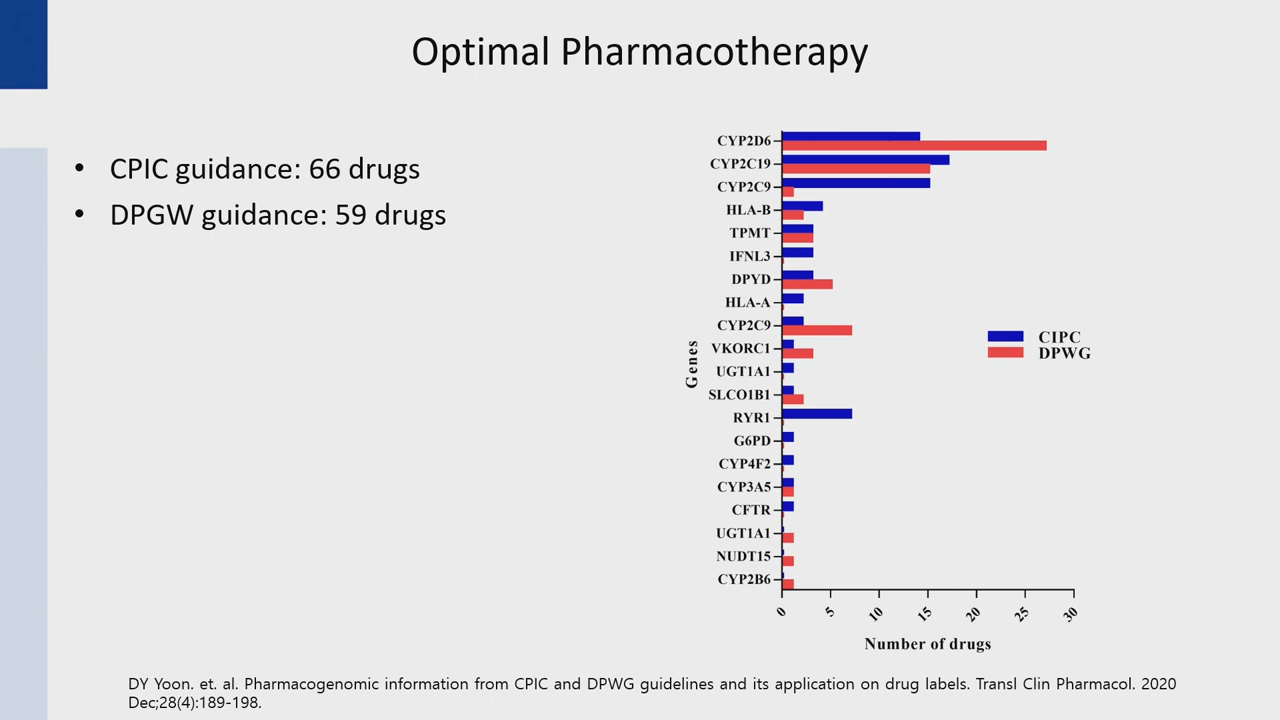 Optimal Pharmacotherapy
• CPIC guidance: 66 drugs
• DPGW guidance: 59 drugs
CYP2D6
CYP2C19
CYP2C9
HLA-B
TPMT
IFNL3
DPYD
HLA-A
CYP2C9
VKORC1
UGT1A1
SLCO1B1
RYR1
G6PD
CYP4F2
CYP3A5
CFTR
UGT1A1
NUDT15
CYP2B6
Genes
0 5 10 15 20 25 30
Number of drugs
CIPC
DPWG
DY Yoon. et. al. Pharmacogenomic information from CPIC and DPWG guidelines and its application on drug labels. Transl Clin Pharmacol. 2020
Dec;28(4):189-198.